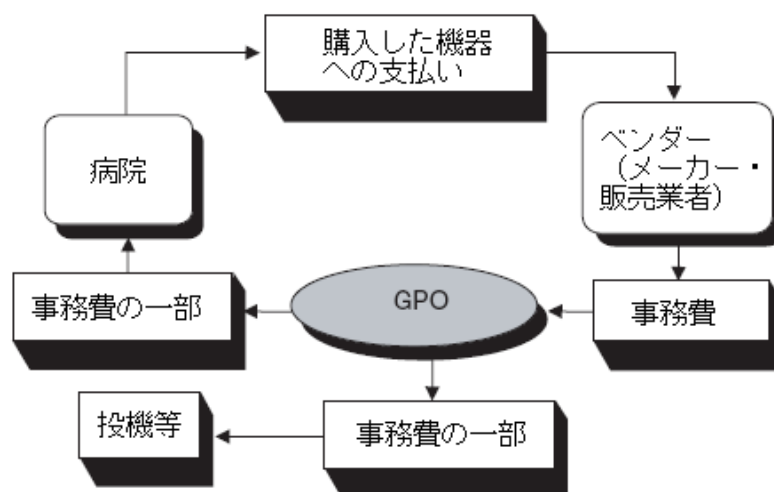 購入した機器
への支払い
病院
ベンダー
(メーカー・
販売業者)
事務費の一部
GPO
事務費
投機等
事務費の一部